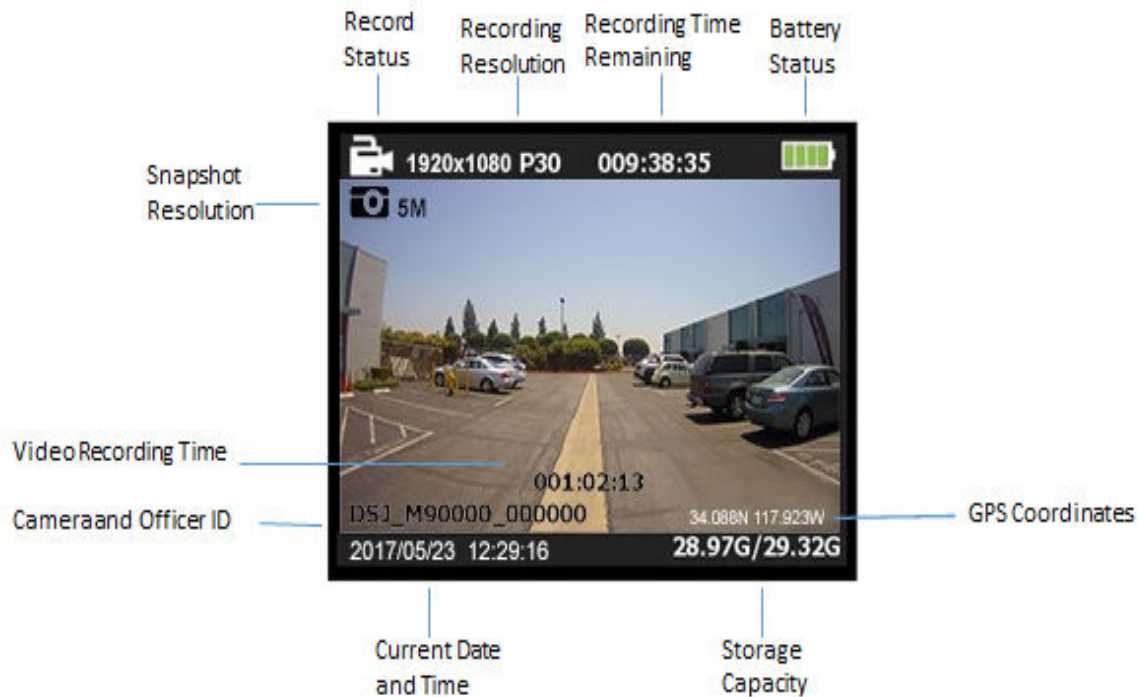 Record
Status
Recording
Resolution
Recording Time
Remaining
Battery
Status
1920x1080 P30 009:38:35
Snapshot
Resolution
5M
Video Recording Time
001:02:13
Camera and Officer ID
DSJ_M90000_000000
34.088N 117.923W
GPS Coordinates
2017/05/23 12:29:16
28.97G/29.32G
Current Date
and Time
Storage
Capacity